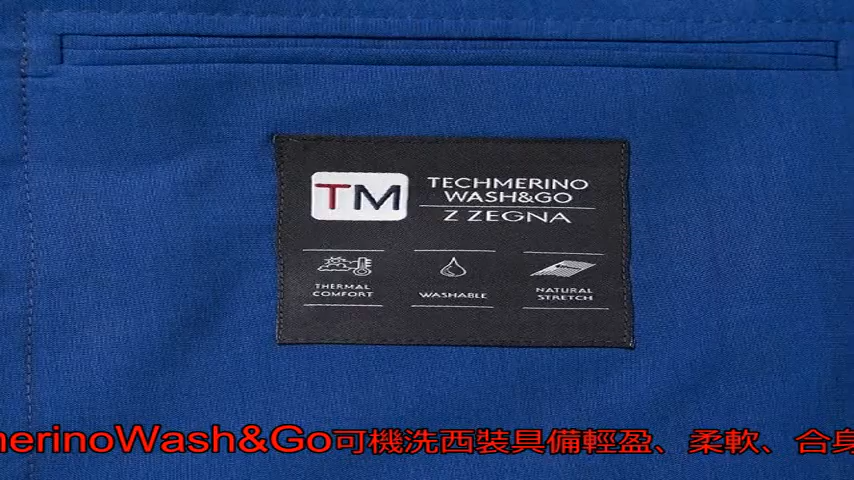 TM
TECHMERINO
WASH&GO
Z ZEGNA
THERMAL
COMFORT
WASHABLE
NATURAL
STRETCH
merinoWash&Go可機洗西裝具備輕盈、柔軟、合身